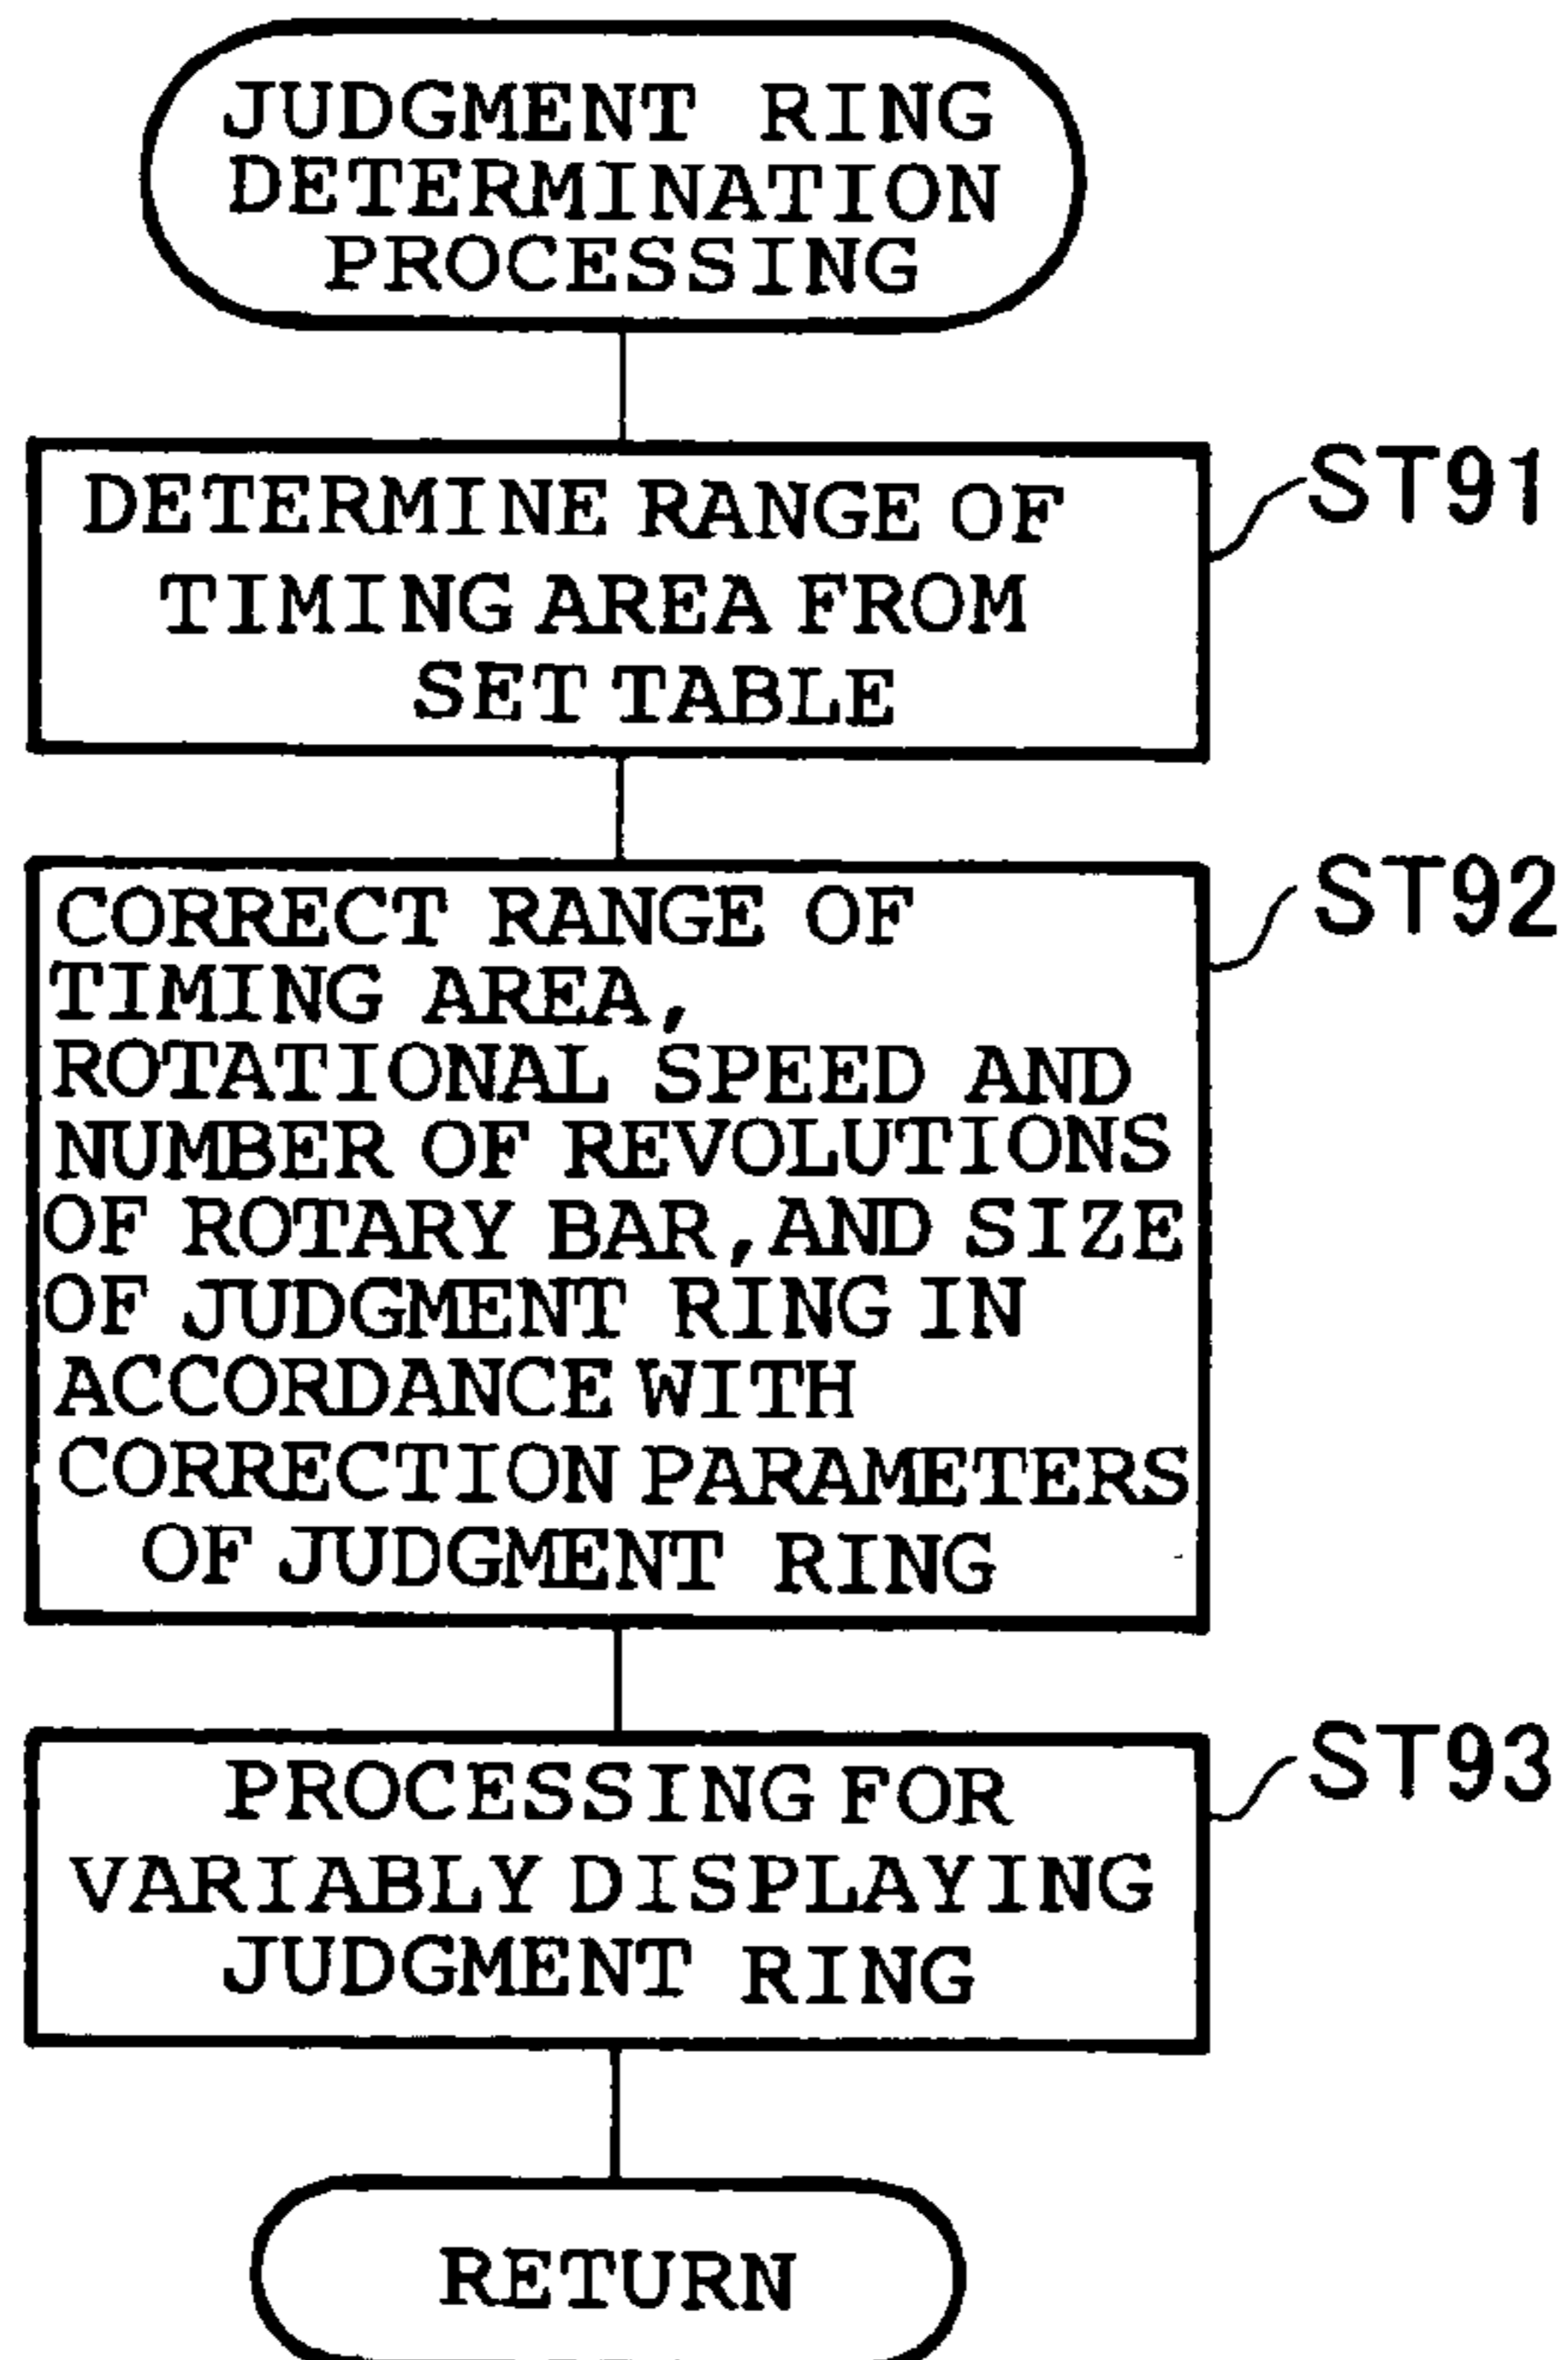 JUDGMENT RING
DETERMINATION
PROCESSING
DETERMINE RANGE OF
TIMING AREA FROM
SET TABLE
ST91
CORRECT RANGE OF
TIMING AREA,
ROTATIONAL SPEED AND
NUMBER OF REVOLUTIONS
OF ROTARY BAR, AND SIZE
OF JUDGMENT RING IN
ACCORDANCE WITH
CORRECTION PARAMETERS
OF JUDGMENT RING
ST92
PROCESSING FOR
VARIABLY DISPLAYING
JUDGMENT RING
ST93
RETURN